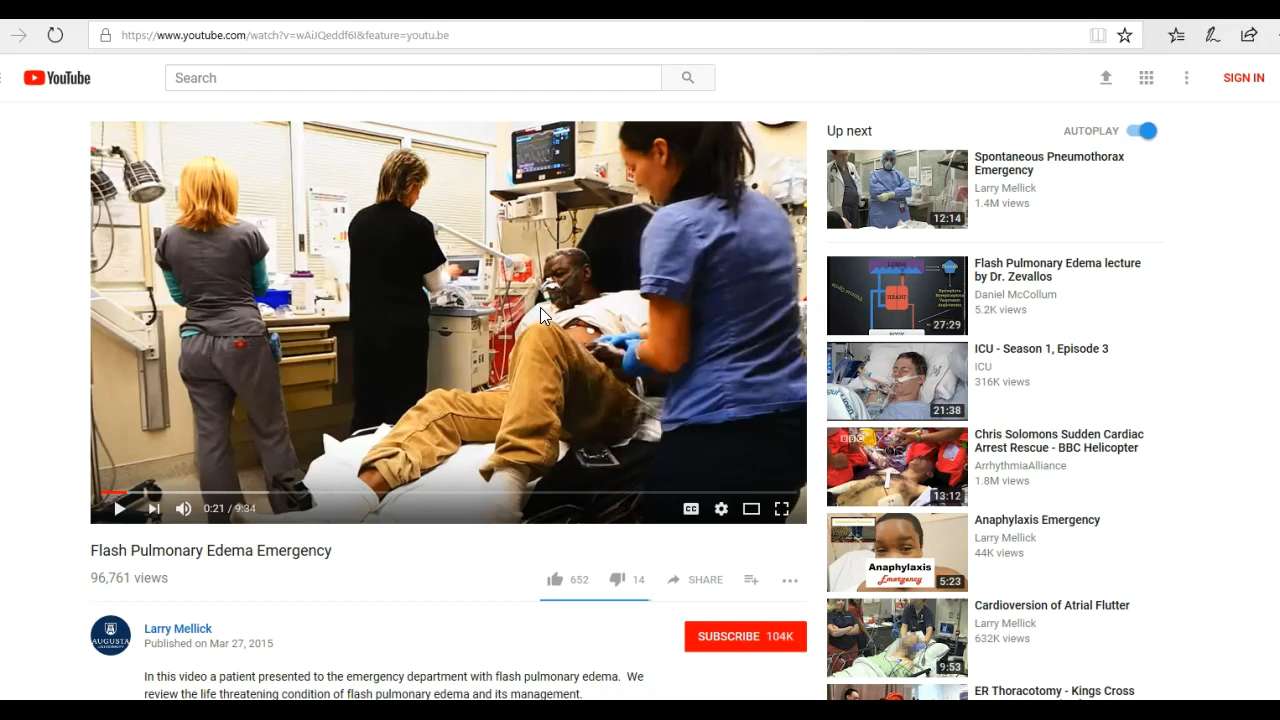 https://www.youtube.com/watch?v=wAiJQeddf6I&feature=youtu.be
YouTube
Search
SIGN IN
Up next
AUTOPLAY
Spontaneous Pneumothorax
Emergency
Larry Mellick
1.4M views
12:14
Flash Pulmonary Edema lecture
by Dr. Zevallos
Daniel McCollum
5.2K views
HEART
27:29
ICU - Season 1, Episode 3
ICU
316K views
21:38
BBC
Chris Solomons Sudden Cardiac
Arrest Rescue - BBC Helicopter
ArrhythmiaAlliance
1.8M views
13:12
Anaphylaxis Emergency
Larry Mellick
44K views
Anaphylaxis
Emergency
5:23
Cardioversion of Atrial Flutter
Larry Mellick
632K views
9:53
ER Thoracotomy - Kings Cross
CC
0:21 / 9:34
Flash Pulmonary Edema Emergency
96,761 views
652
14
SHARE
AUGUSTA
Larry Mellick
Published on Mar 27, 2015
SUBSCRIBE 104K
In this video a patient presented to the emergency department with flash pulmonary edema. We
review the life threatening condition of flash pulmonary edema and its management.